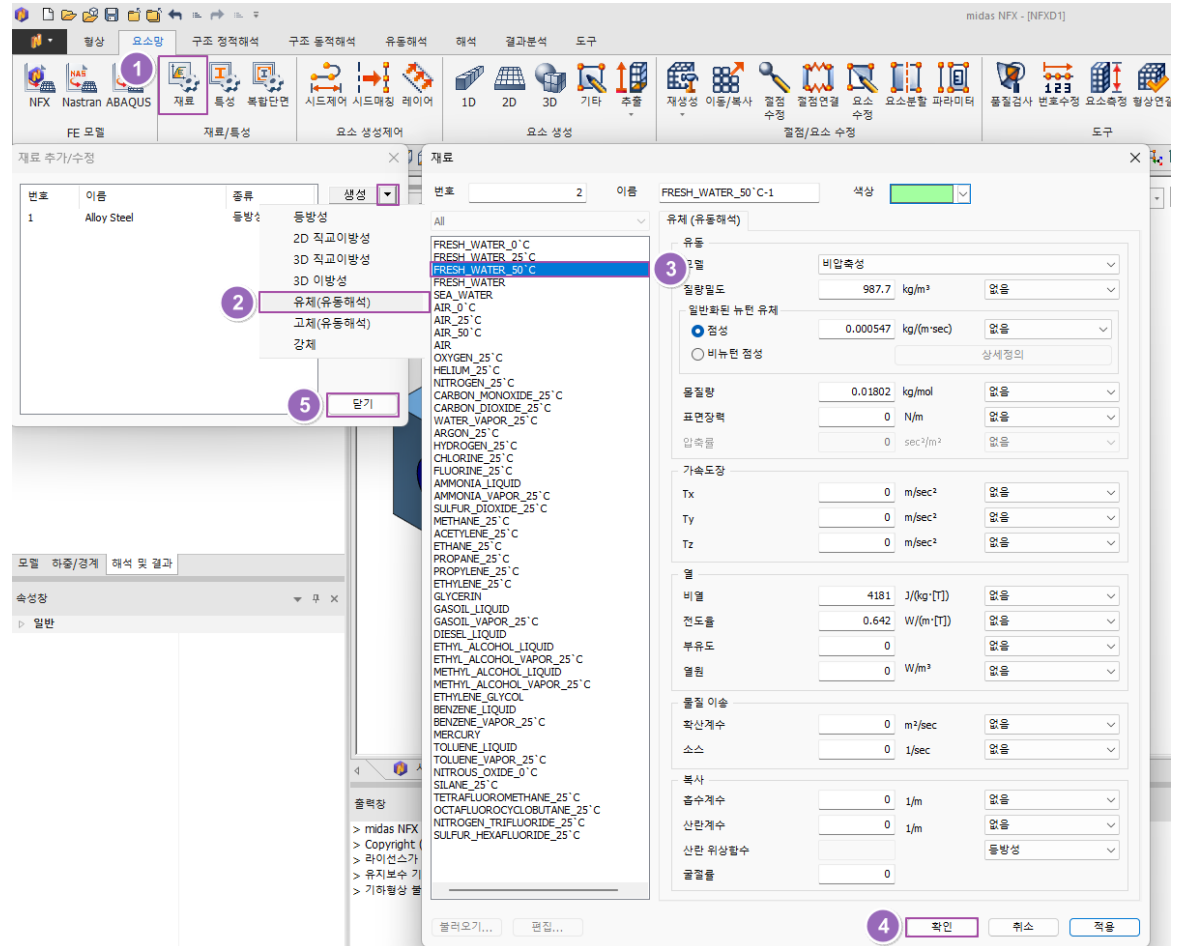 midas NFX - [NFXD1]
형상 요소망 구조 정적해석 구조 동적해석 유동해석 해석 결과분석 도구
1
NFX Nastran ABAQUS 재료 특성 복합단면 시드제어 시드매칭 레이어 1D 2D 3D 기타 추출 재생성 이동/복사 절점 수정 절점연결 요소 수정 요소분할 파라미터 품질검사 번호수정 요소측정 형상연결
FE 모델 재료/특성 요소 생성제어 요소 생성 절점/요소 수정 도구
재료 추가/수정
번호 이름 종류
1 Alloy Steel 등방성
생성
등방성
2D 직교이방성
3D 직교이방성
3D 이방성
2 유체(유동해석)
고체(유동해석)
강체
5 닫기
모델 하중/경계 해석 및 결과
속성창
일반
출력창
> midas NFX
> Copyright (
> 라이선스가
> 유지보수 기
> 기하형상 불
재료
번호 2 이름 FRESH_WATER_50`C-1 색상
All
FRESH_WATER_0`C
FRESH_WATER_25`C
FRESH_WATER_50`C
FRESH_WATER
SEA_WATER
AIR_0`C
AIR_25`C
AIR_50`C
AIR
OXYGEN_25`C
HELIUM_25`C
NITROGEN_25`C
CARBON_MONOXIDE_25`C
CARBON_DIOXIDE_25`C
WATER_VAPOR_25`C
ARGON_25`C
HYDROGEN_25`C
CHLORINE_25`C
FLUORINE_25`C
AMMONIA_LIQUID
AMMONIA_VAPOR_25`C
SULFUR_DIOXIDE_25`C
METHANE_25`C
ACETYLENE_25`C
ETHANE_25`C
PROPANE_25`C
PROPYLENE_25`C
ETHYLENE_25`C
GLYCERIN
GASOIL_LIQUID
GASOIL_VAPOR_25`C
DIESEL_LIQUID
ETHYL_ALCOHOL_LIQUID
ETHYL_ALCOHOL_VAPOR_25`C
METHYL_ALCOHOL_LIQUID
METHYL_ALCOHOL_VAPOR_25`C
ETHYLENE_GLYCOL
BENZENE_LIQUID
BENZENE_VAPOR_25`C
MERCURY
TOLUENE_LIQUID
TOLUENE_VAPOR_25`C
NITROUS_OXIDE_0`C
SILANE_25`C
TETRAFLUOROMETHANE_25`C
OCTAFLUOROCYCLOBUTANE_25`C
NITROGEN_TRIFLUORIDE_25`C
SULFUR_HEXAFLUORIDE_25`C
유체 (유동해석)
유동
3
모델 비압축성
질량밀도 987.7 kg/m³ 없음
일반화된 뉴턴 유체
점성 0.000547 kg/(m·sec) 없음
비뉴턴 점성 상세정의
몰질량 0.01802 kg/mol 없음
표면장력 0 N/m 없음
압축률 0 sec²/m² 없음
가속도장
Tx 0 m/sec² 없음
Ty 0 m/sec² 없음
Tz 0 m/sec² 없음
열
비열 4181 J/(kg·[T]) 없음
전도율 0.642 W/(m·[T]) 없음
부유도 0 없음
열원 0 W/m³ 없음
물질 이송
확산계수 0 m²/sec 없음
소스 0 1/sec 없음
복사
흡수계수 0 1/m 없음
산란계수 0 1/m 없음
산란 위상함수 등방성
굴절률 0
불러오기... 편집... 4 확인 취소 적용